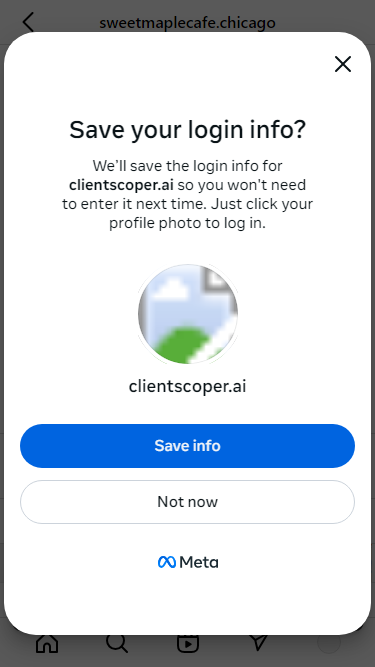 sweetmaplecafe.chicago
Save your login info?
We'll save the login info for
clientscoper.ai so you won't need
to enter it next time. Just click your
profile photo to log in.
clientscoper.ai
Save info
Not now
Meta